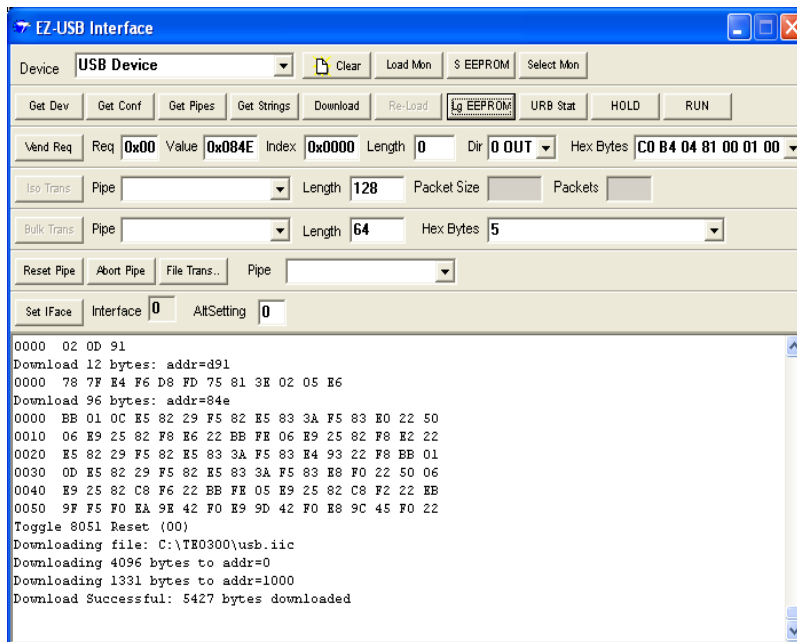 EZ-USB Interface
Device USB Device Clear Load Mon S EEPROM Select Mon
Get Dev Get Conf Get Pipes Get Strings Download Re-Load Lg EEPROM URB Stat HOLD RUN
Vend Req Req 0x00 Value 0x084E Index 0x0000 Length 0 Dir 0 OUT Hex Bytes C0 B4 04 81 00 01 00
Iso Trans Pipe Length 128 Packet Size Packets
Bulk Trans Pipe Length 64 Hex Bytes 5
Reset Pipe Abort Pipe File Trans.. Pipe
Set IFace Interface 0 AltSetting 0
0000 02 0D 91
Download 12 bytes: addr=d91
0000 78 7F E4 F6 D8 FD 75 81 3E 02 05 E6
Download 96 bytes: addr=84e
0000 BB 01 0C E5 82 29 F5 82 E5 83 3A F5 83 E0 22 50
0010 06 E9 25 82 F8 E6 22 BB FE 06 E9 25 82 F8 E2 22
0020 E5 82 29 F5 82 E5 83 3A F5 83 E4 93 22 F8 BB 01
0030 0D E5 82 29 F5 82 E5 83 3A F5 83 E8 F0 22 50 06
0040 E9 25 82 C8 F6 22 BB FE 05 E9 25 82 C8 F2 22 EB
0050 9F F5 F0 EA 9E 42 F0 E9 9D 42 F0 E8 9C 45 F0 22
Toggle 8051 Reset (00)
Downloading file: C:\TE0300\usb.iic
Downloading 4096 bytes to addr=0
Downloading 1331 bytes to addr=1000
Download Successful: 5427 bytes downloaded